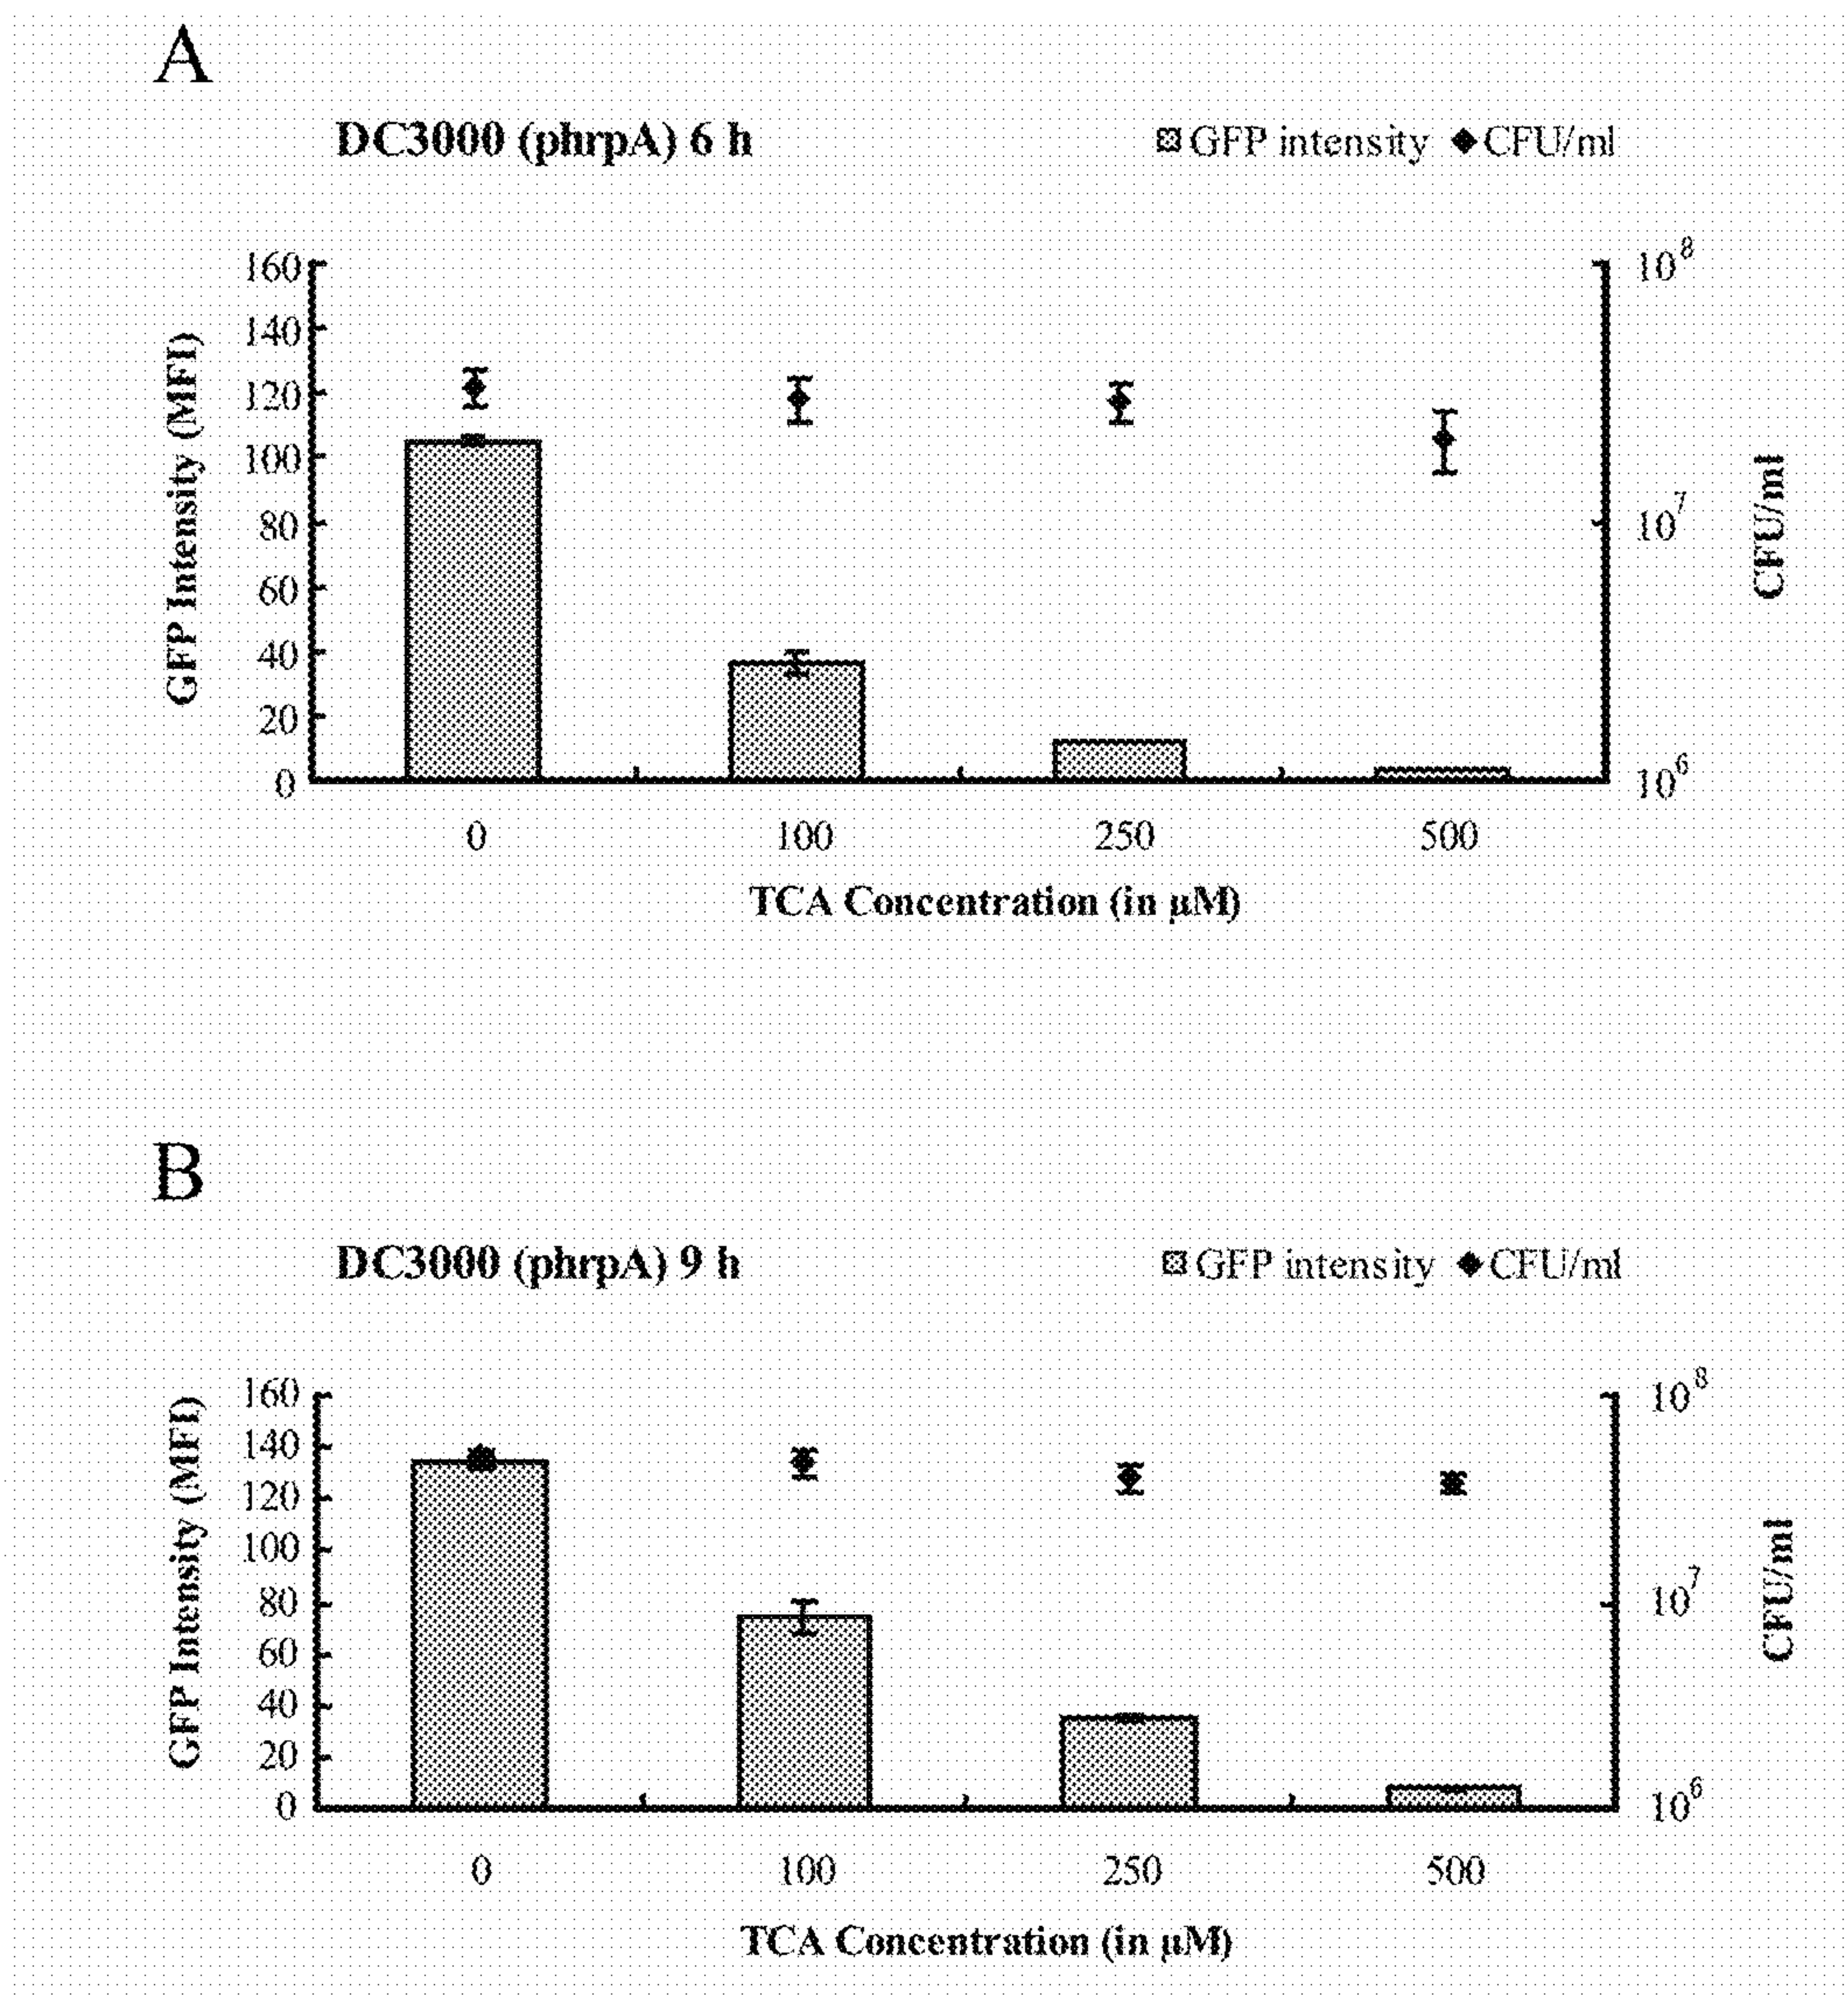 A
DC3000 (phrpA) 6 h
GFP intensity CFU/ml
160
140
120
100
80
60
40
20
0
GFP Intensity (MFI)
10^8
10^7
10^6
CFU/ml
0 100 250 500
TCA Concentration (in µM)
B
DC3000 (phrpA) 9 h
GFP intensity CFU/ml
160
140
120
100
80
60
40
20
0
GFP Intensity (MFI)
10^8
10^7
10^6
CFU/ml
0 100 250 500
TCA Concentration (in µM)